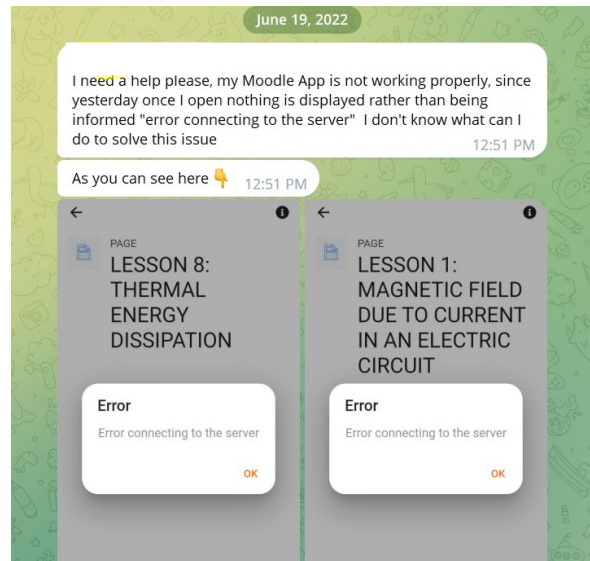 June 19, 2022
I need a help please, my Moodle App is not working properly, since
yesterday once I open nothing is displayed rather than being
informed "error connecting to the server"  I don't know what can I
do to solve this issue
12:51 PM
As you can see here 👇 12:51 PM
PAGE
LESSON 8:
THERMAL
ENERGY
DISSIPATION
Error
Error connecting to the server
OK
PAGE
LESSON 1:
MAGNETIC FIELD
DUE TO CURRENT
IN AN ELECTRIC
CIRCUIT
Error
Error connecting to the server
OK